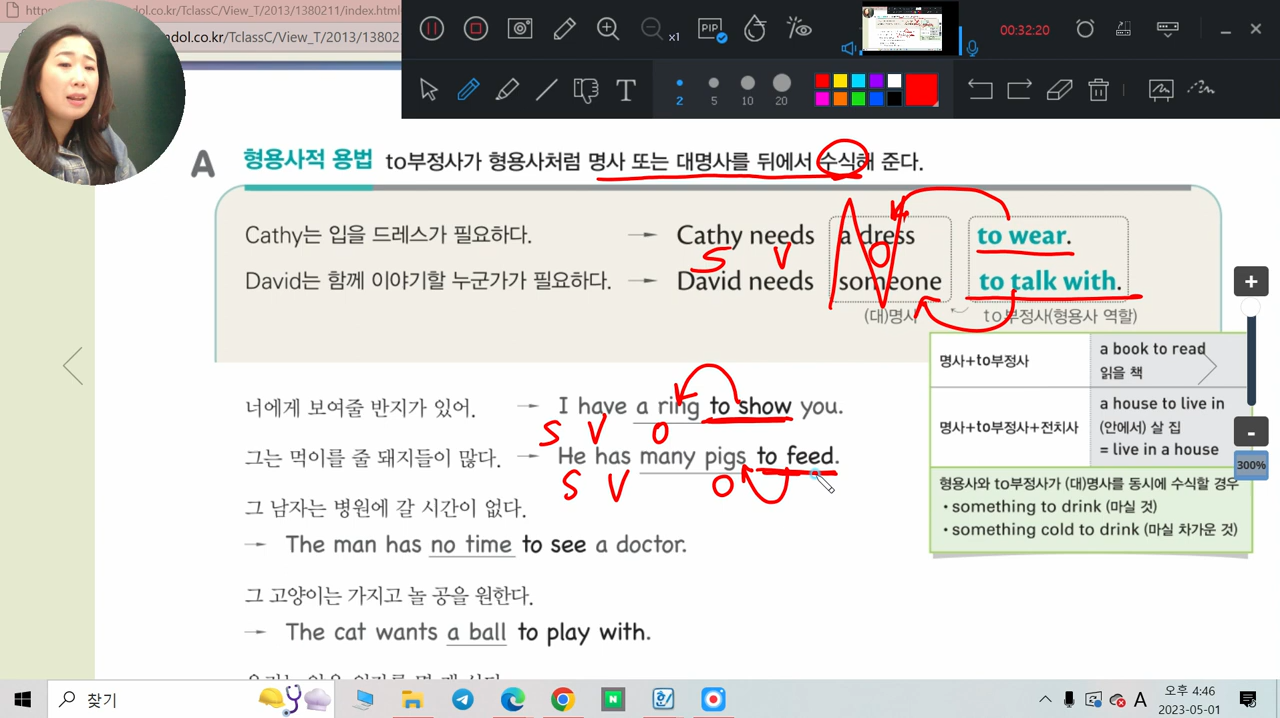 https:/
dol.co.kr/TclassC/View_T/2013/1380211/index.html
ndol.co.kr
ssC/View_T/2013/13802
x1
PIP
00:32:20
T
2
5
10
20
A 형용사적 용법 to부정사가 형용사처럼 명사 또는 대명사를 뒤에서 수식해 준다.
Cathy는 입을 드레스가 필요하다. → Cathy needs a dress to wear.
S V O
David는 함께 이야기할 누군가가 필요하다. → David needs someone to talk with.
(대)명사 to부정사(형용사 역할)
명사+to부정사 a book to read
읽을 책
명사+to부정사+전치사 a house to live in
(안에서) 살 집
= live in a house
형용사와 to부정사가 (대)명사를 동시에 수식할 경우
• something to drink (마실 것)
• something cold to drink (마실 차가운 것)
너에게 보여줄 반지가 있어. → I have a ring to show you.
S V O
그는 먹이를 줄 돼지들이 많다. → He has many pigs to feed.
S V O
그 남자는 병원에 갈 시간이 없다.
→ The man has no time to see a doctor.
그 고양이는 가지고 놀 공을 원한다.
→ The cat wants a ball to play with.
+
-
300%
찾기
N
A
오후 4:46
2023-05-01